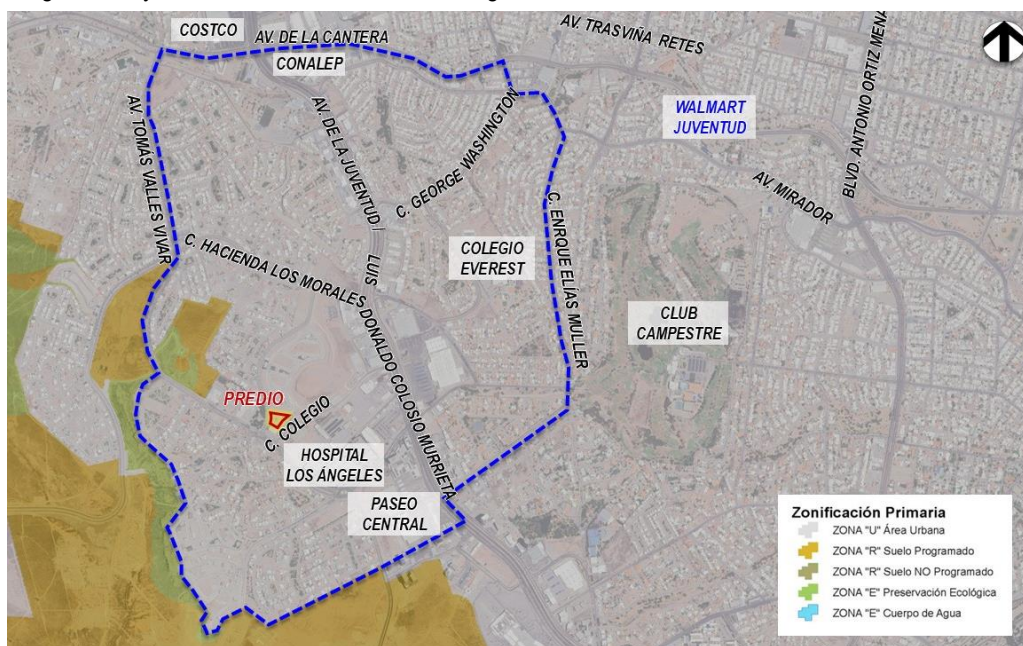 COSTCO
AV. DE LA CANTERA
AV. TRASVIÑA RETES
CONALEP
AV. TOMÁS VALLES VIVAR
AV. DE LA JUVENTUD /
LUIS
DONALDO COLOSIO MURRIETA
C. GEORGE WASHINGTON
WALMART
JUVENTUD
BLVD. ANTONIO ORTIZ MENA
AV. MIRADOR
C. HACIENDA LOS MORALES
COLEGIO
EVEREST
C. ENRQUE ELÍAS MULLER
CLUB
CAMPESTRE
PREDIO
C. COLEGIO
HOSPITAL
LOS ÁNGELES
PASEO
CENTRAL
Zonificación Primaria
ZONA "U" Área Urbana
ZONA "R" Suelo Programado
ZONA "R" Suelo NO Programado
ZONA "E" Preservación Ecológica
ZONA "E" Cuerpo de Agua